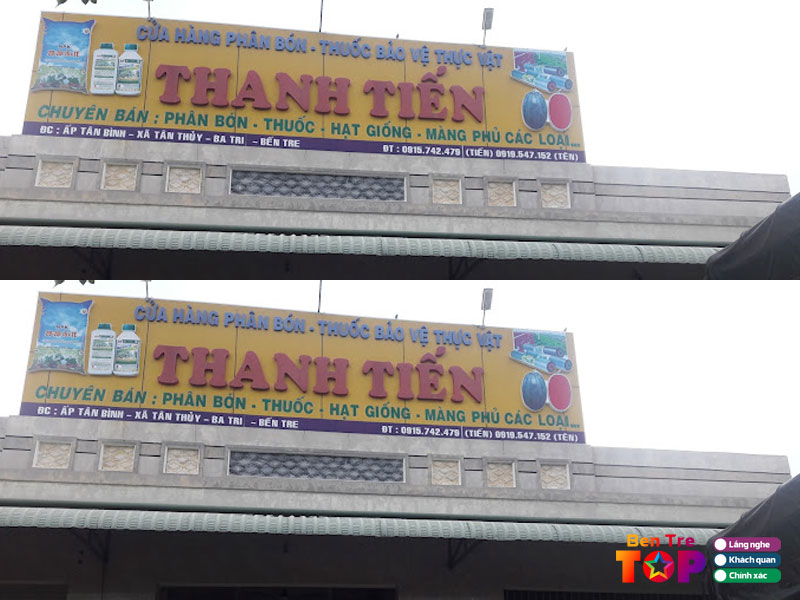 CỬA HÀNG PHÂN BÓN - THUỐC BẢO VỆ THỰC VẬT
THANH TIẾN
CHUYÊN BÁN : PHÂN BÓN - THUỐC - HẠT GIỐNG - MÀNG PHỦ CÁC LOẠI...
ĐC : ẤP TÂN BÌNH - XÃ TÂN THỦY - BA TRI - BẾN TRE ĐT : 0915.742.479 (TIẾN) 0919.547.152 (TÊN)
CỬA HÀNG PHÂN BÓN - THUỐC BẢO VỆ THỰC VẬT
THANH TIẾN
CHUYÊN BÁN : PHÂN BÓN - THUỐC - HẠT GIỐNG - MÀNG PHỦ CÁC LOẠI...
ĐC : ẤP TÂN BÌNH - XÃ TÂN THỦY - BA TRI - BẾN TRE ĐT : 0915.742.479 (TIẾN) 0919.547.152 (TÊN)
Ben Tre
TOP
Lắng nghe
Khách quan
Chính xác